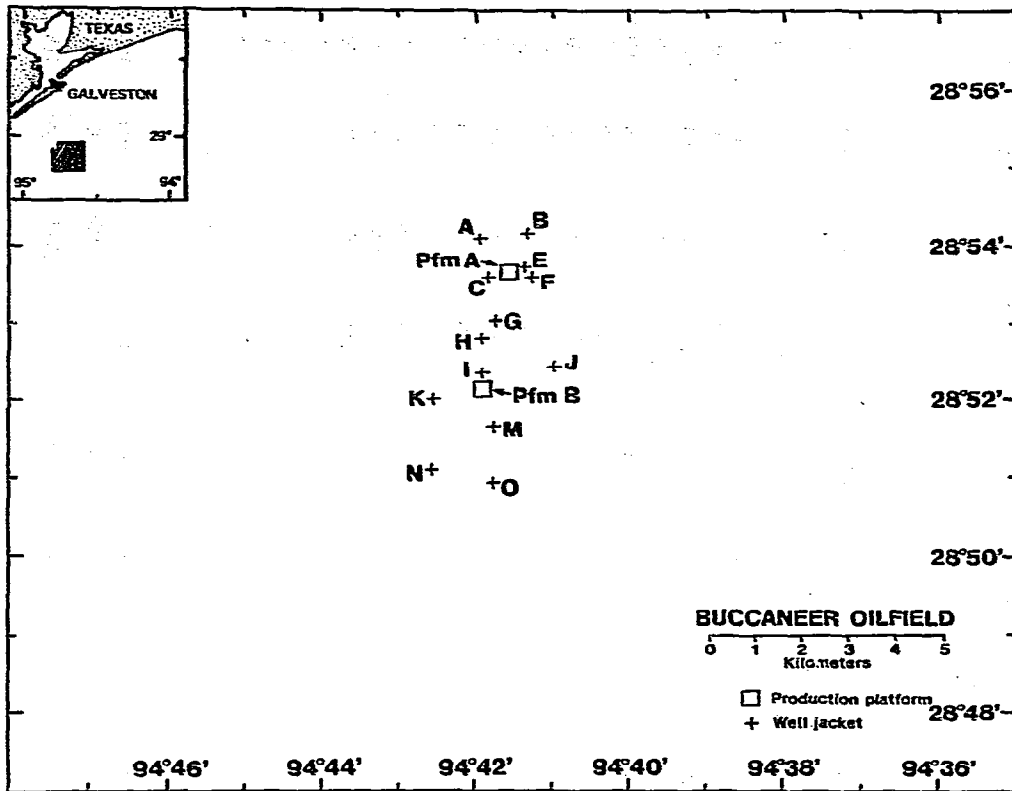 TEXAS
GALVESTON
29°
95°
94°
28°56'
28°54'
28°52'
28°50'
28°48'
A
B
Pfm A
E
C
F
G
H
I
J
K
Pfm B
M
N
O
BUCCANEER OILFIELD
0 1 2 3 4 5
Kilometers
Production platform
Well jacket
94°46'
94°44'
94°42'
94°40'
94°38'
94°36'